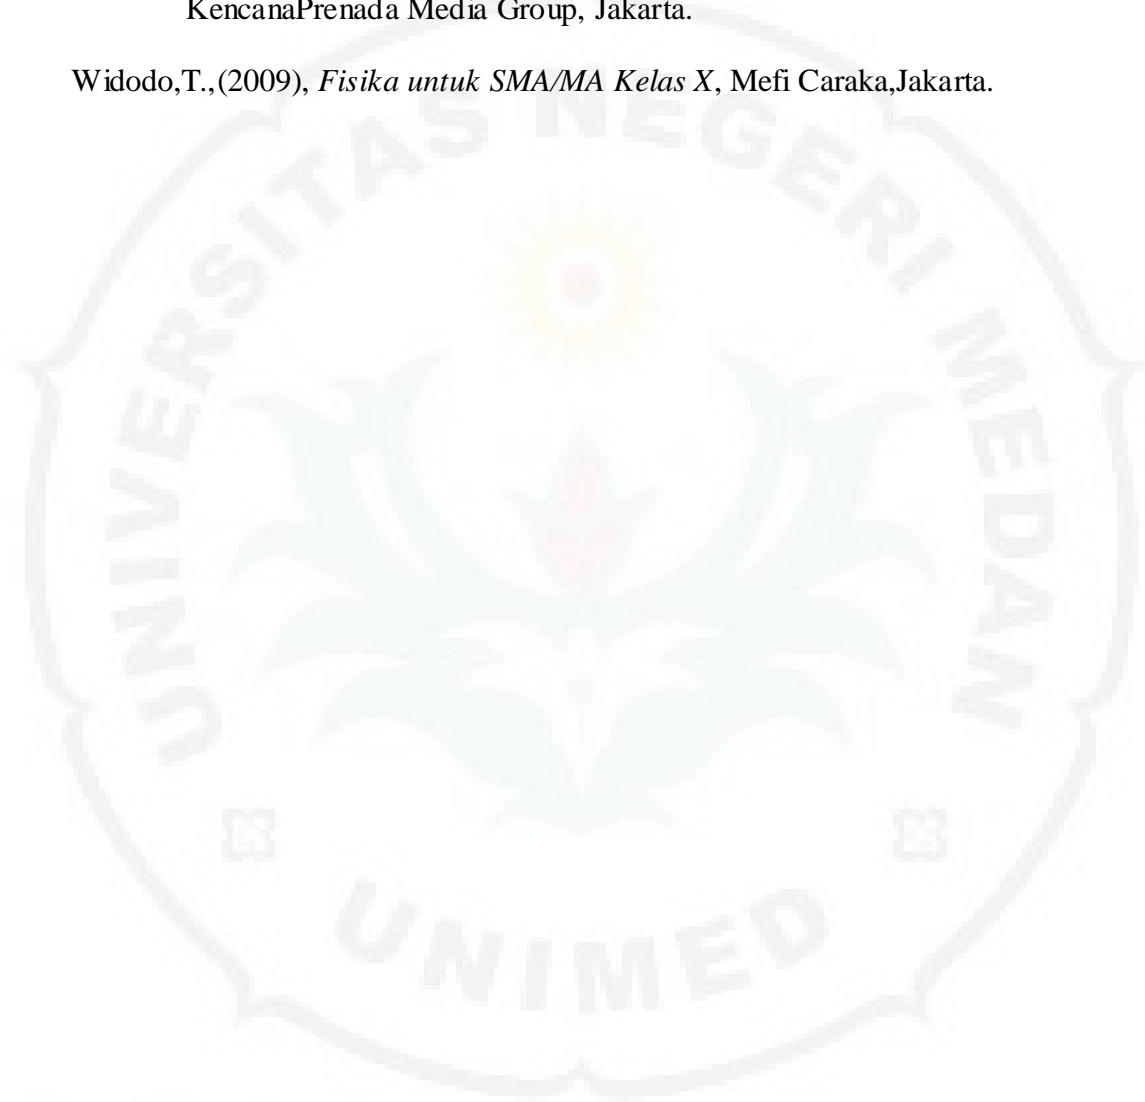 KencanaPrenada Media Group, Jakarta.
Widodo,T.,(2009), Fisika untuk SMA/MA Kelas X, Mefi Caraka,Jakarta.
UNIVERSITAS NEGERI MEDAN
UNIMED